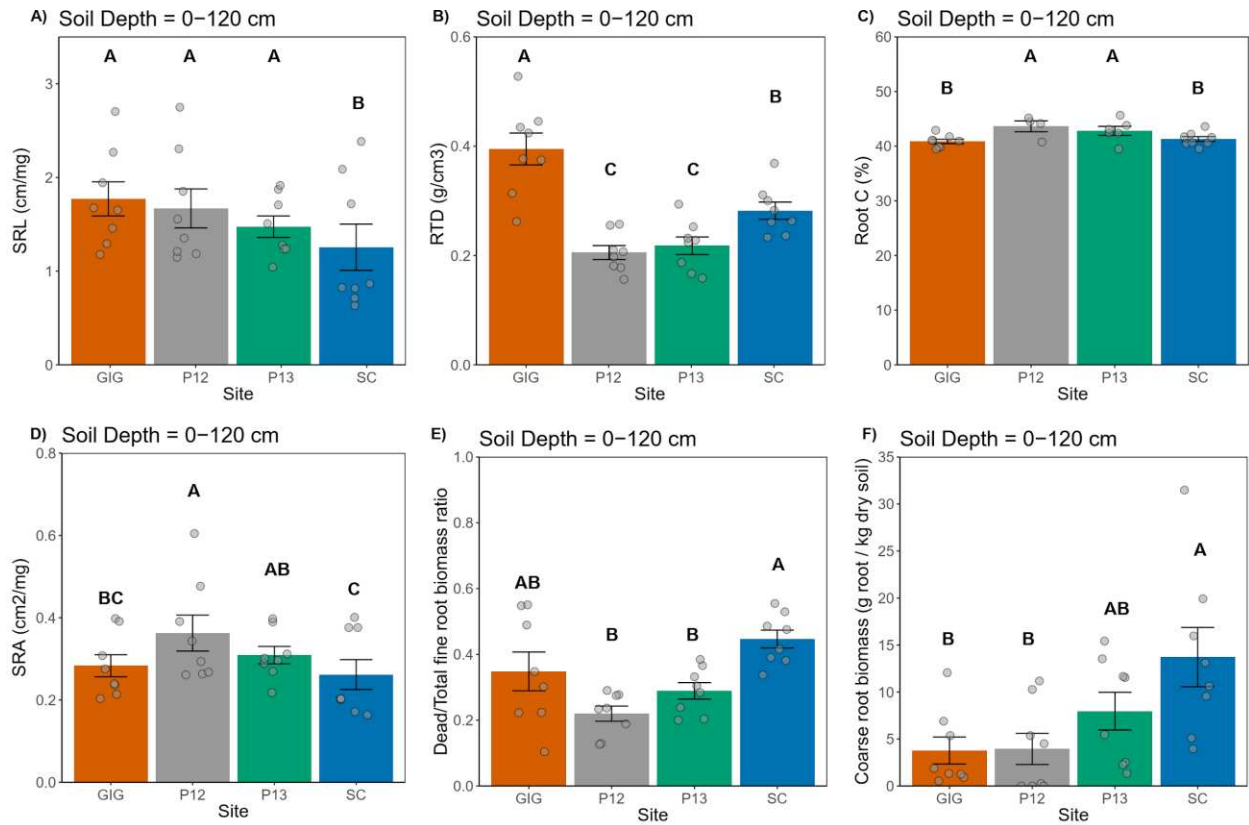 A) Soil Depth = 0−120 cm
SRL (cm/mg)
3
2
1
0
A
A
A
B
GIG
P12
P13
SC
Site
B) Soil Depth = 0−120 cm
RTD (g/cm3)
0.6
0.4
0.2
0.0
A
C
C
B
GIG
P12
P13
SC
Site
C) Soil Depth = 0−120 cm
Root C (%)
60
50
40
30
20
10
0
B
A
A
B
GIG
P12
P13
SC
Site
D) Soil Depth = 0−120 cm
SRA (cm2/mg)
0.8
0.6
0.4
0.2
0.0
BC
A
AB
C
GIG
P12
P13
SC
Site
E) Soil Depth = 0−120 cm
Dead/Total fine root biomass ratio
1.0
0.8
0.6
0.4
0.2
0.0
AB
B
B
A
GIG
P12
P13
SC
Site
F) Soil Depth = 0−120 cm
Coarse root biomass (g root / kg dry soil)
35
30
25
20
15
10
5
0
B
B
AB
A
GIG
P12
P13
SC
Site